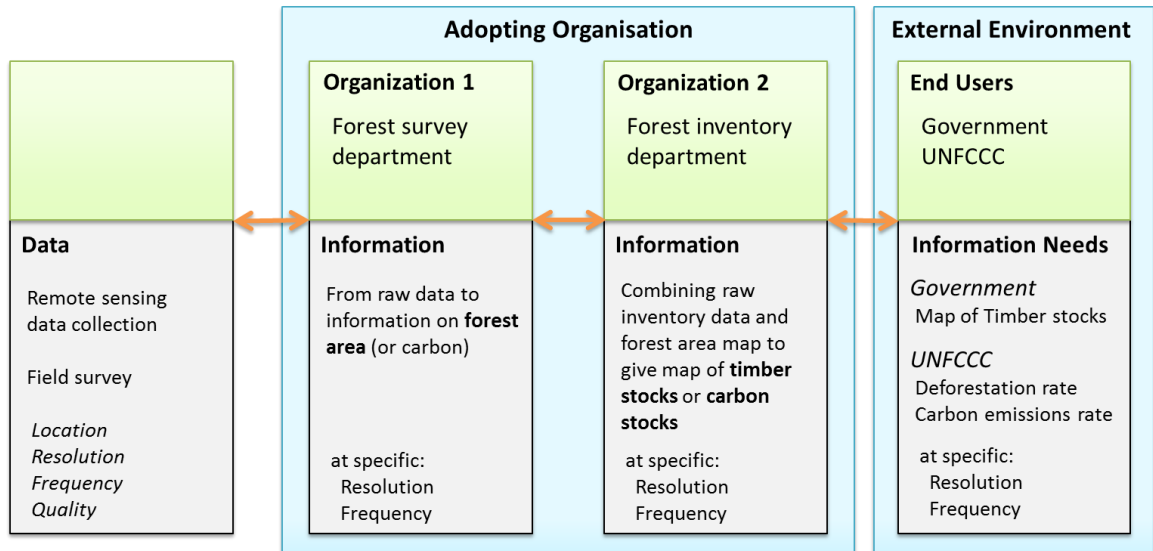 Adopting Organisation
External Environment
Data
Remote sensing
data collection
Field survey
Location
Resolution
Frequency
Quality
Organization 1
Forest survey
department
Information
From raw data to
information on forest
area (or carbon)
at specific:
Resolution
Frequency
Organization 2
Forest inventory
department
Information
Combining raw
inventory data and
forest area map to
give map of timber
stocks or carbon
stocks
at specific:
Resolution
Frequency
End Users
Government
UNFCCC
Information Needs
Government
Map of Timber stocks
UNFCCC
Deforestation rate
Carbon emissions rate
at specific:
Resolution
Frequency